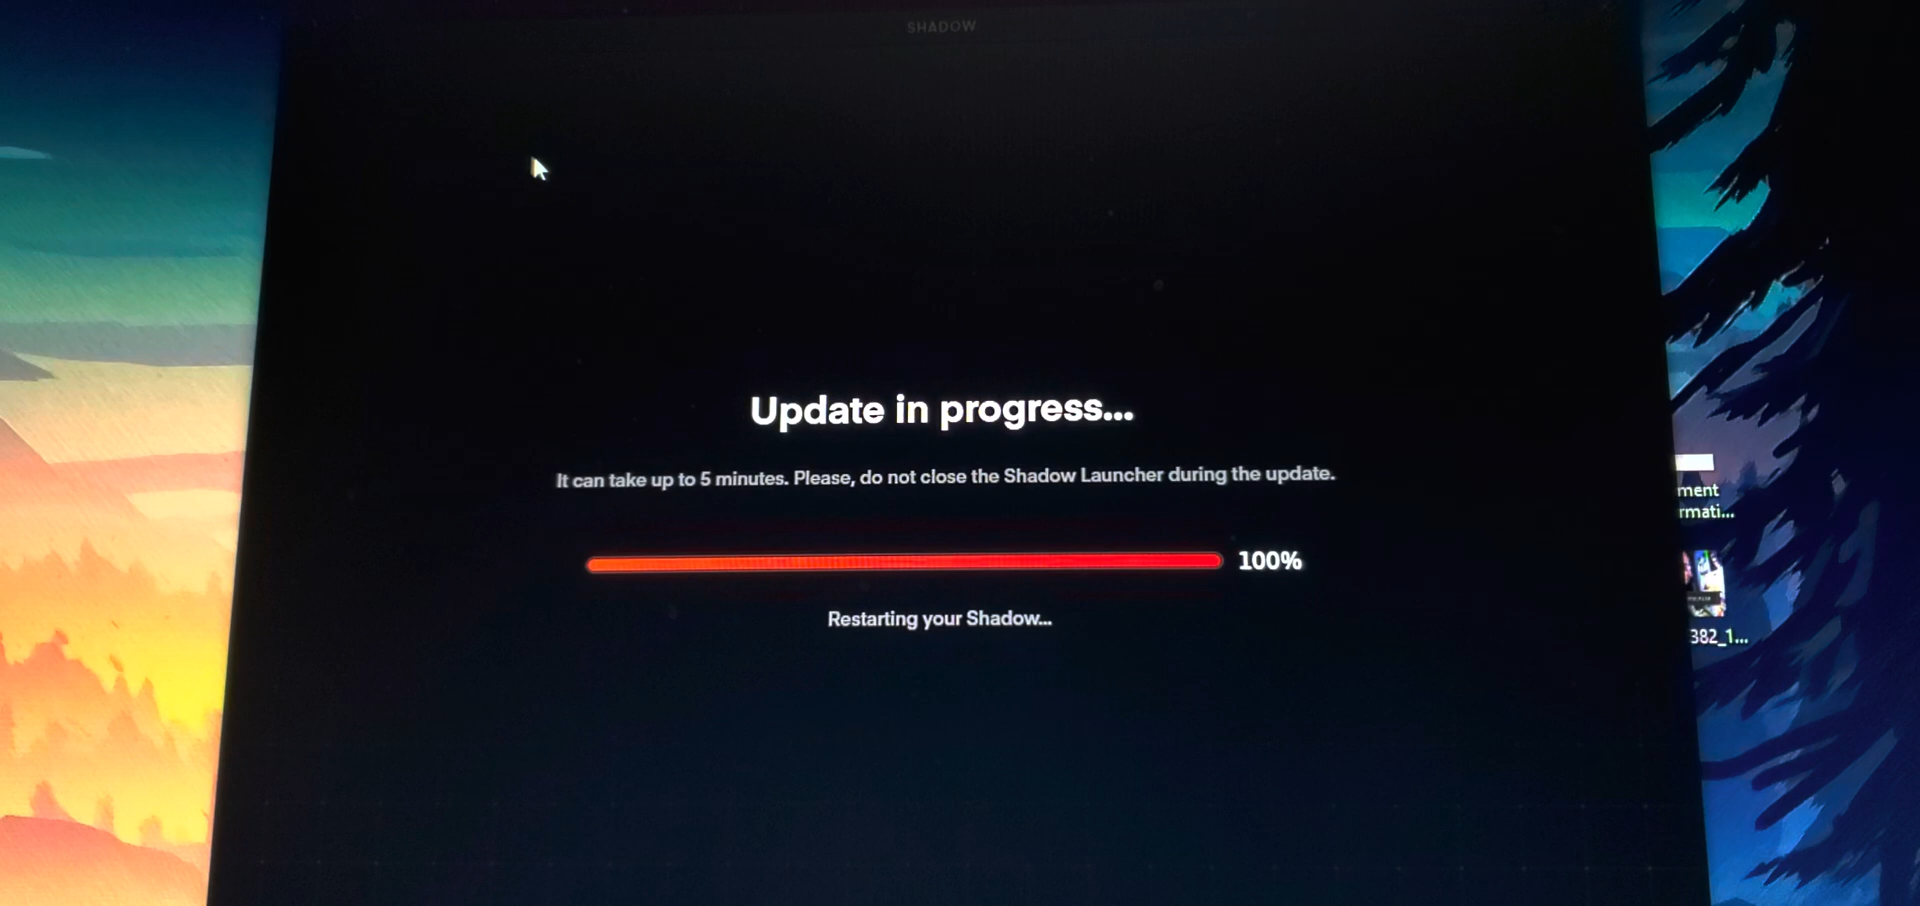 SHADOW
Update in progress...
It can take up to 5 minutes. Please, do not close the Shadow Launcher during the update.
100%
Restarting your Shadow...
ment
rmati...
382_1...